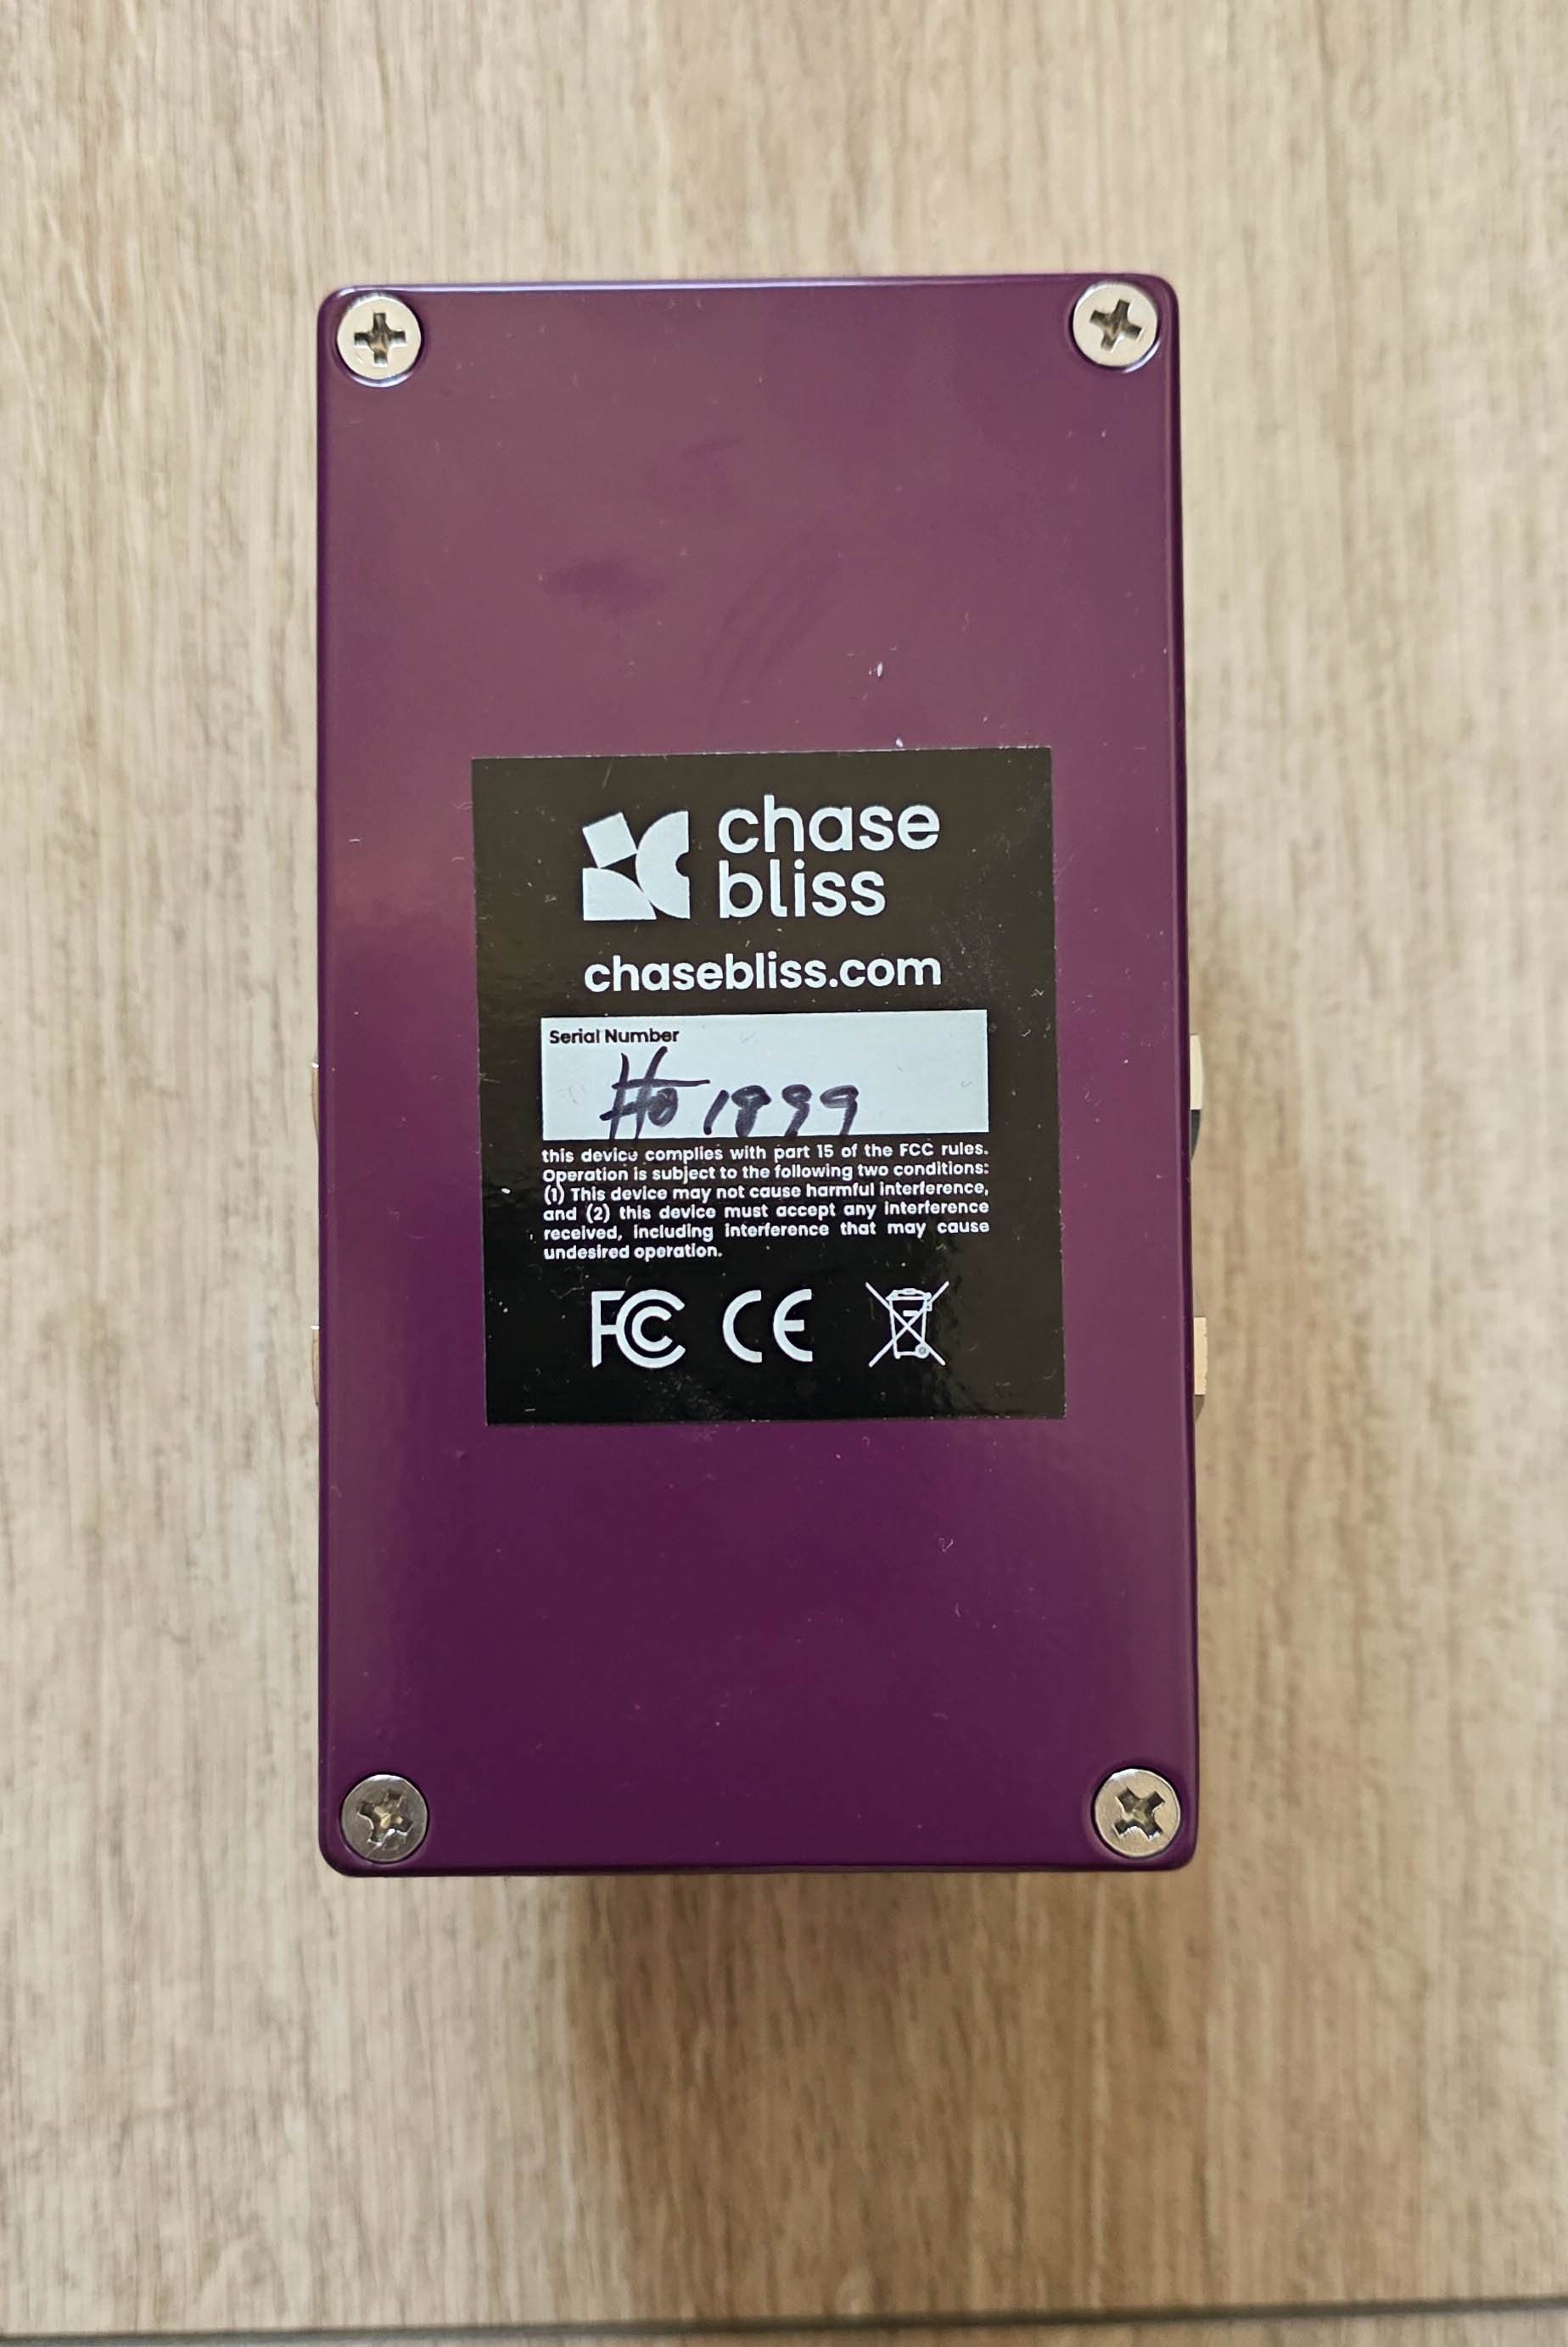 chase
bliss
chasebliss.com
Serial Number
#01899
this device complies with part 15 of the FCC rules.
Operation is subject to the following two conditions:
(1) This device may not cause harmful interference,
and (2) this device must accept any interference
received, including interference that may cause
undesired operation.
FC CE